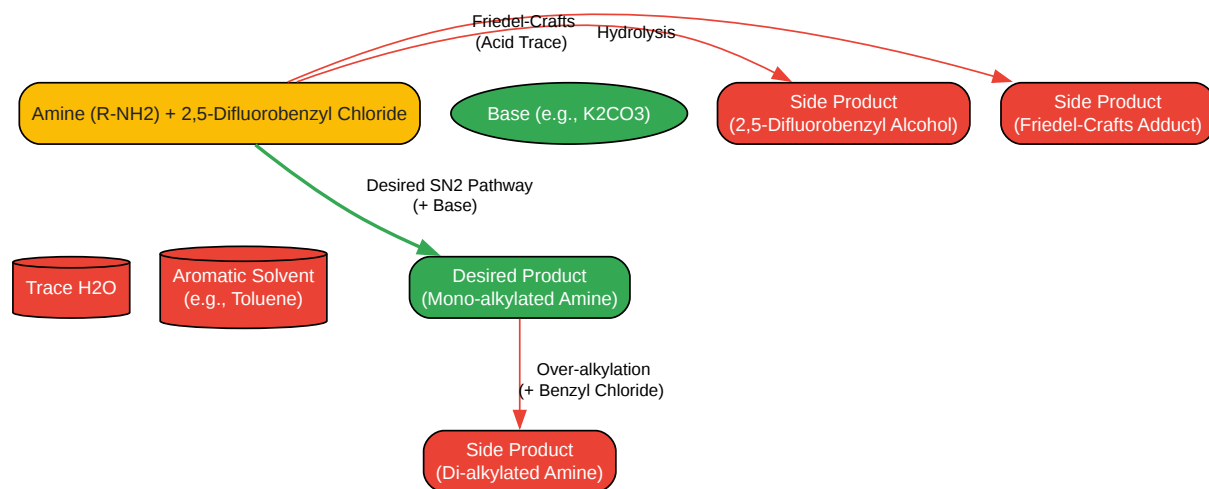 Friedel-Crafts
(Acid Trace)
Hydrolysis
Amine (R-NH2) + 2,5-Difluorobenzyl Chloride
Base (e.g., K2CO3)
Side Product
(2,5-Difluorobenzyl Alcohol)
Side Product
(Friedel-Crafts Adduct)
Desired SN2 Pathway
(+ Base)
Trace H2O
Aromatic Solvent
(e.g., Toluene)
Desired Product
(Mono-alkylated Amine)
Over-alkylation
(+ Benzyl Chloride)
Side Product
(Di-alkylated Amine)